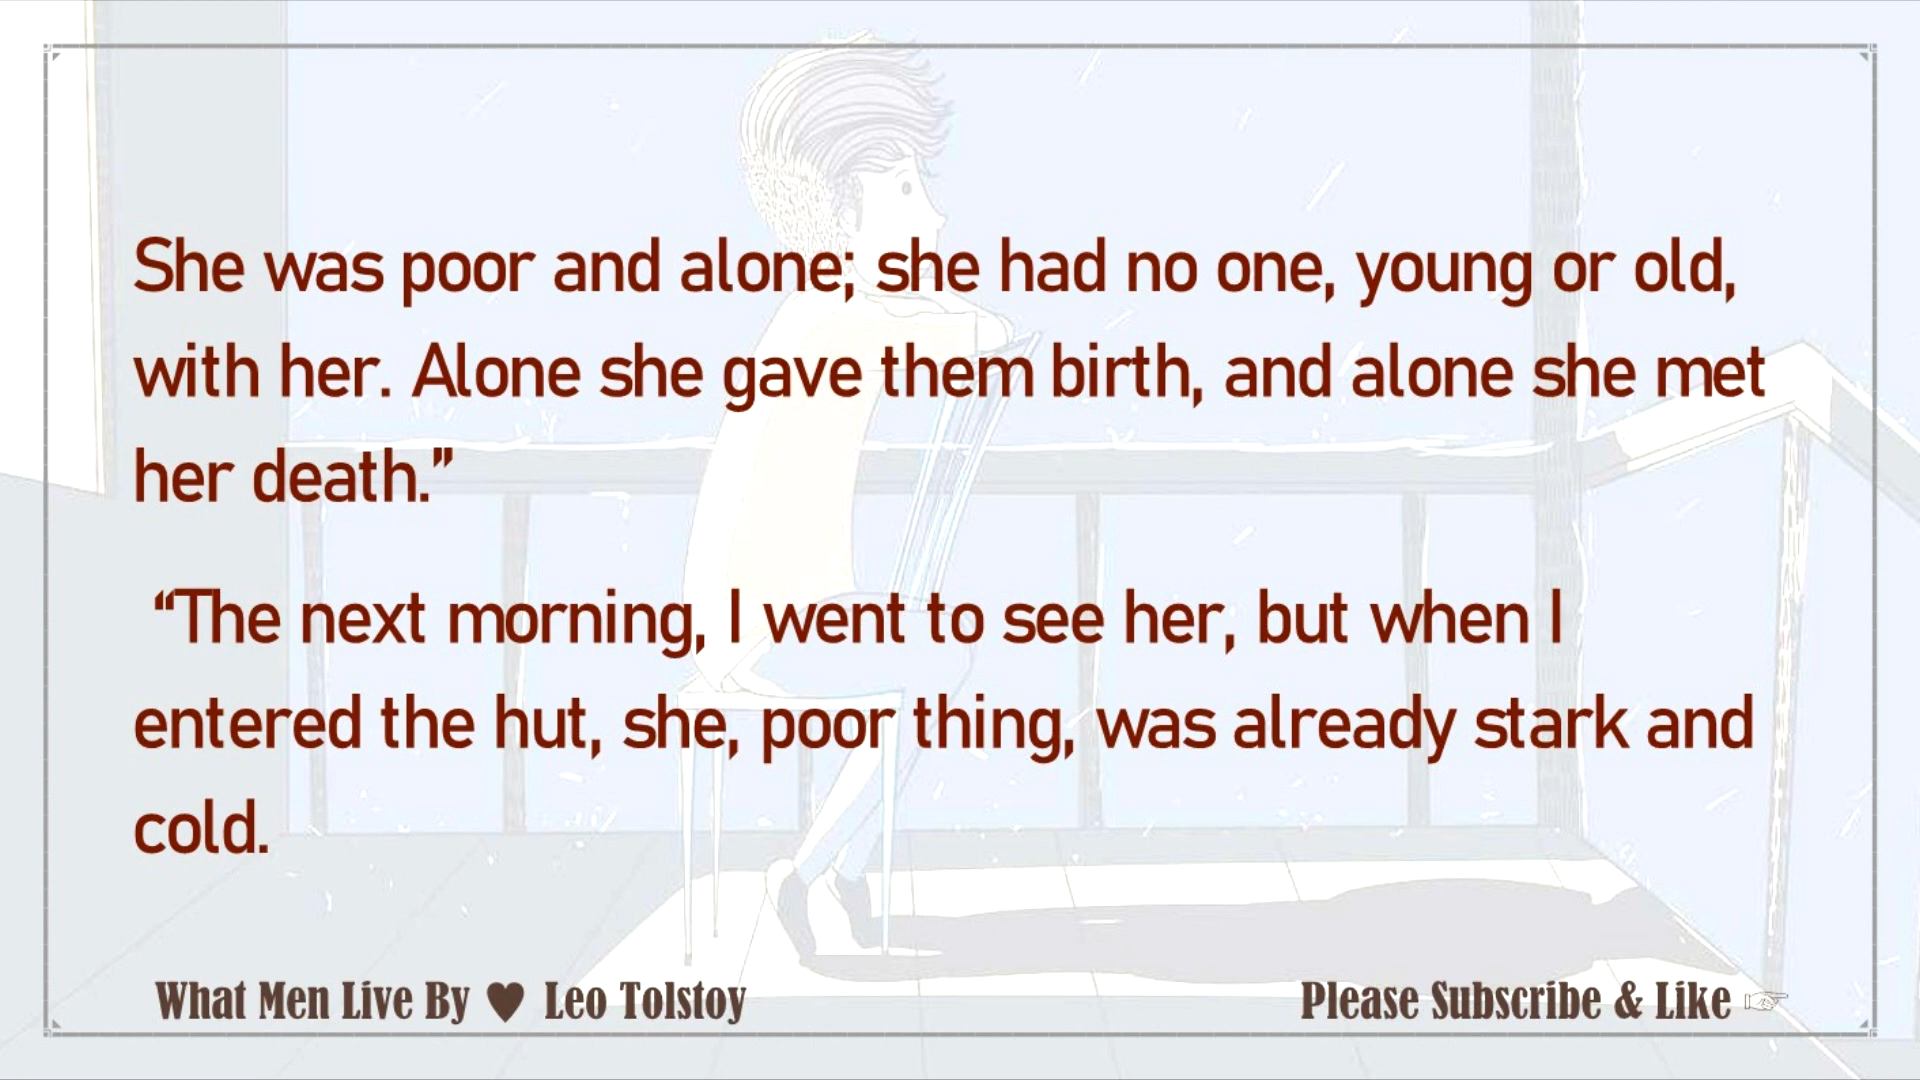 She was poor and alone; she had no one, young or old,
with her. Alone she gave them birth, and alone she met
her death.”
“The next morning, I went to see her, but when I
entered the hut, she, poor thing, was already stark and
cold.
What Men Live By ♥ Leo Tolstoy
Please Subscribe & Like ☞